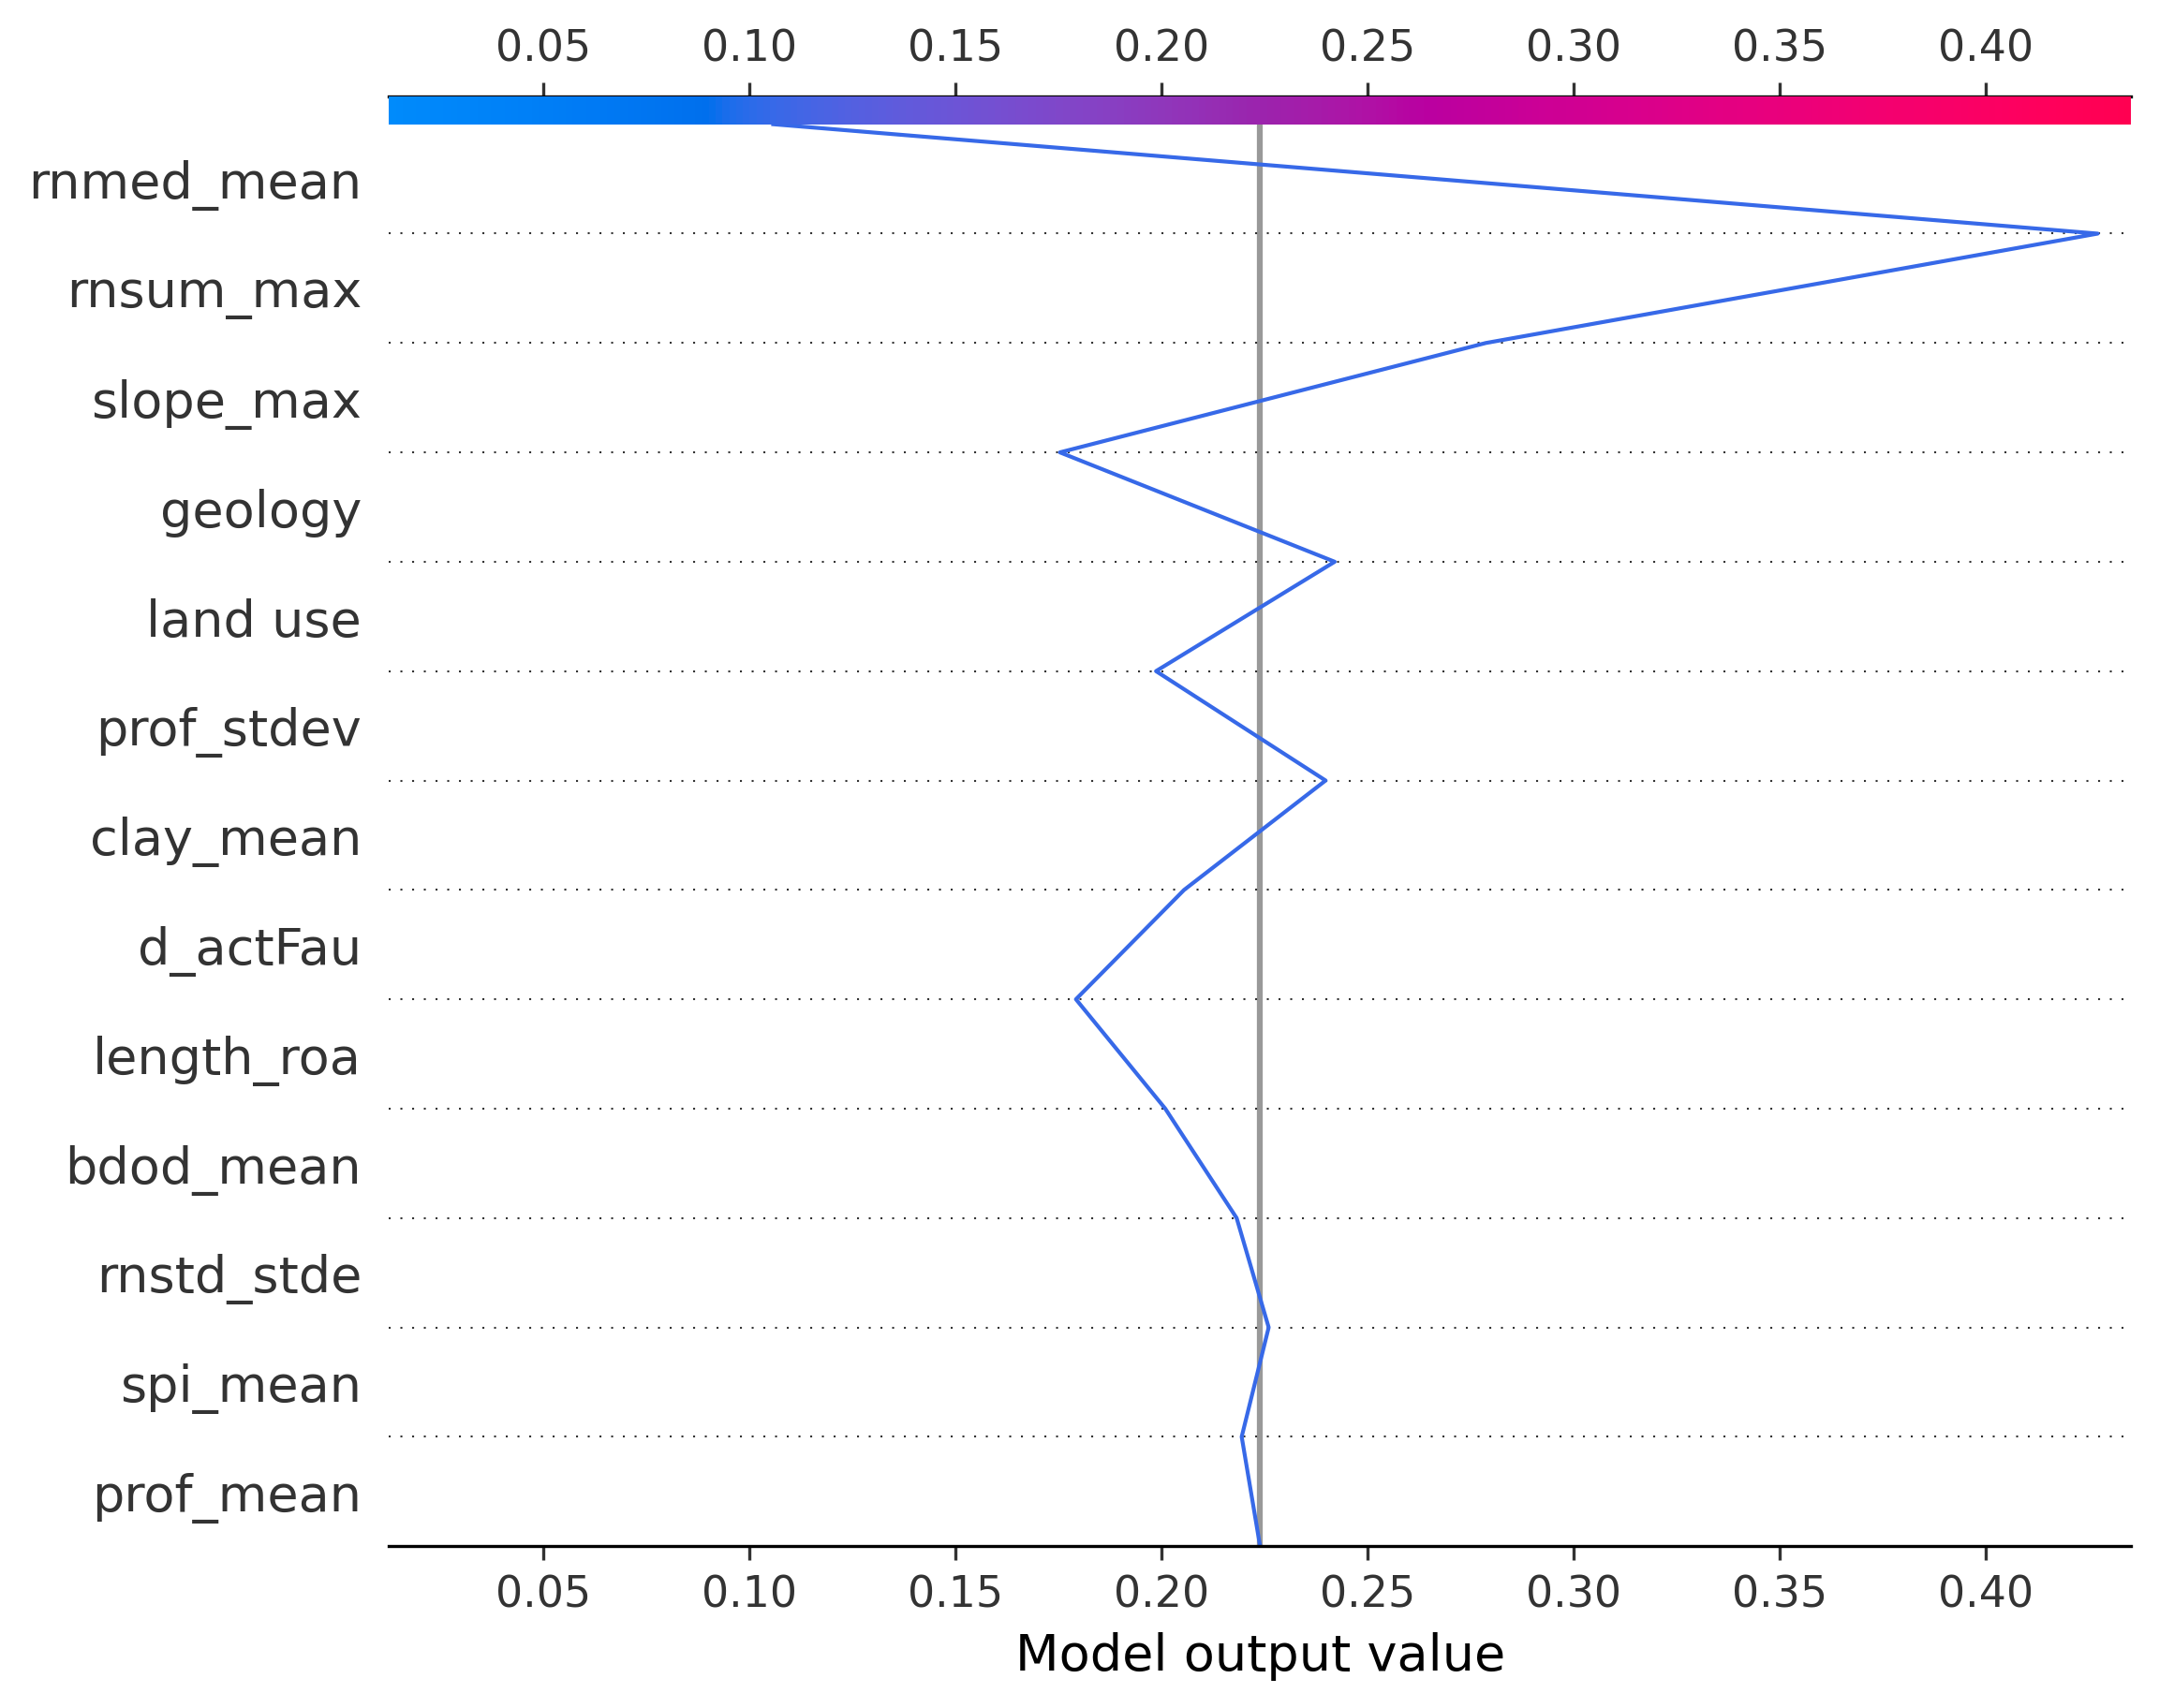 0.05 0.10 0.15 0.20 0.25 0.30 0.35 0.40
rnmed_mean
rnsum_max
slope_max
geology
land use
prof_stdev
clay_mean
d_actFau
length_roa
bdod_mean
rnstd_stde
spi_mean
prof_mean
0.05 0.10 0.15 0.20 0.25 0.30 0.35 0.40
Model output value